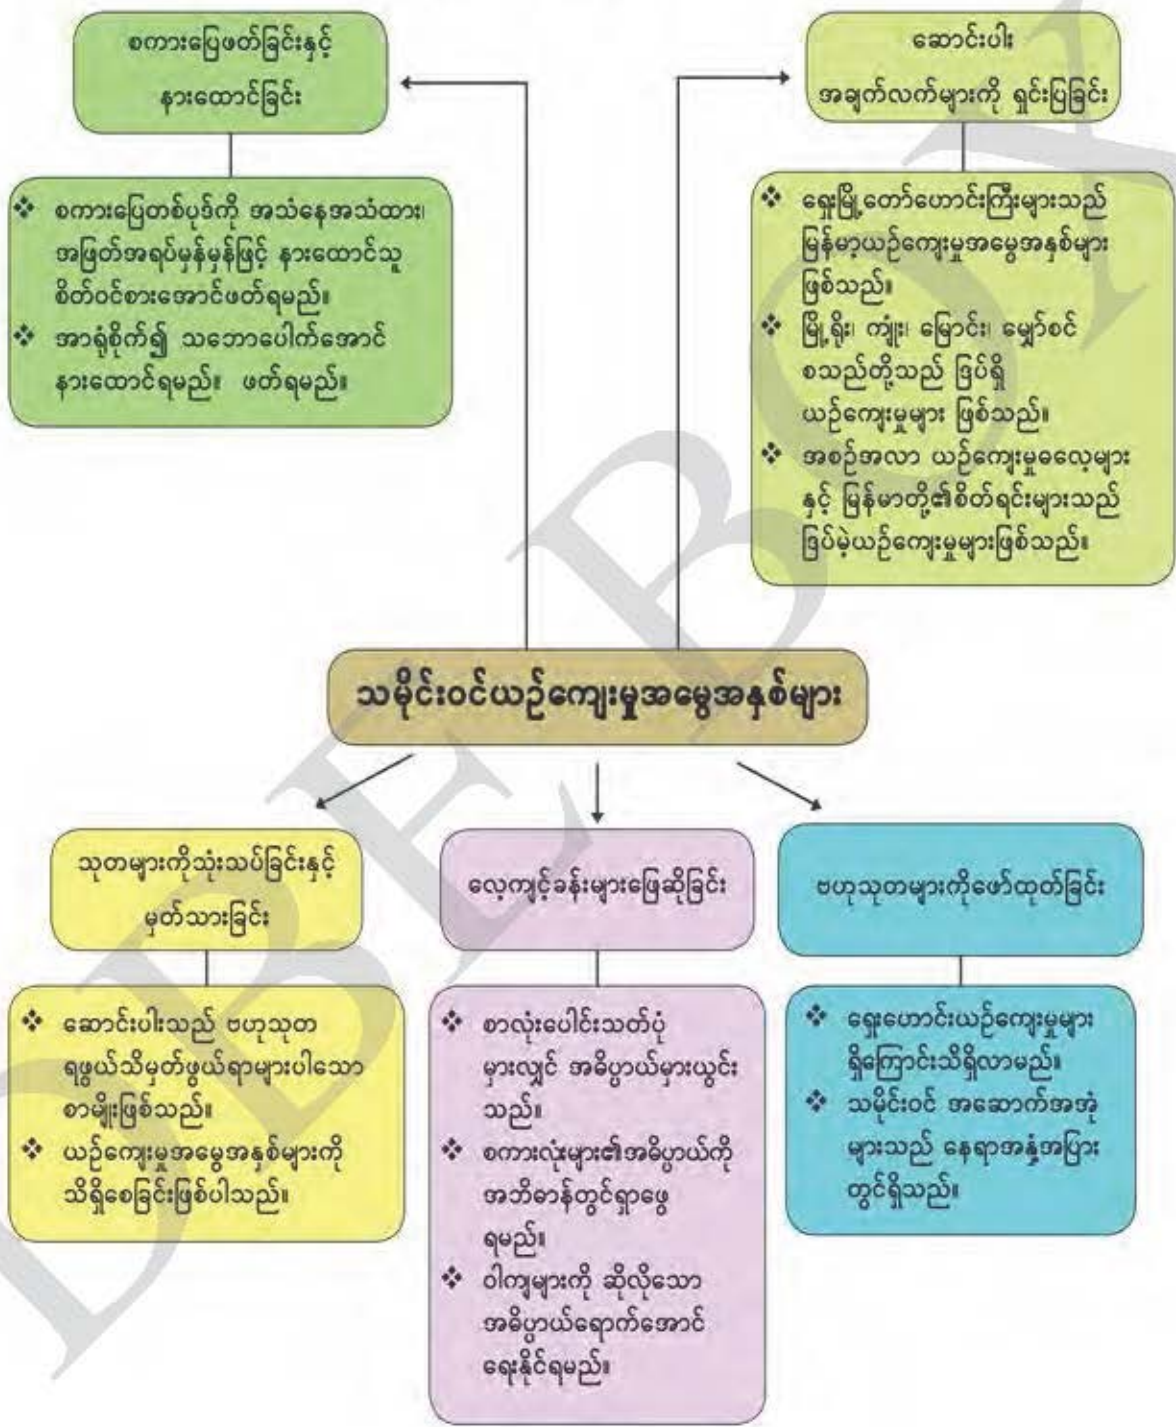 စကားပြေဖတ်ခြင်းနှင့်
နားထောင်ခြင်း
❖ စကားပြေတစ်ပုဒ်ကို အသံနေအသံထား၊
အဖြတ်အရပ်မှန်မှန်ဖြင့် နားထောင်သူ
စိတ်ဝင်စားအောင်ဖတ်ရမည်။
❖ အာရုံစိုက်၍ သဘောပေါက်အောင်
နားထောင်ရမည်။ ဖတ်ရမည်။
ဆောင်းပါး
အချက်လက်များကို ရှင်းပြခြင်း
❖ ရှေးမြို့တော်ဟောင်းကြီးများသည်
မြန်မာ့ယဉ်ကျေးမှုအမွေအနှစ်များ
ဖြစ်သည်။
❖ မြို့ရိုး၊ ကျုံး၊ မြောင်း၊ မျှော်စင်
စသည်တို့သည် ဒြပ်ရှိ
ယဉ်ကျေးမှုများ ဖြစ်သည်။
❖ အစဉ်အလာ ယဉ်ကျေးမှုဓလေ့များ
နှင့် မြန်မာတို့၏စိတ်ရင်းများသည်
ဒြပ်မဲ့ယဉ်ကျေးမှုများဖြစ်သည်။
သမိုင်းဝင်ယဉ်ကျေးမှုအမွေအနှစ်များ
သုတများကိုသုံးသပ်ခြင်းနှင့်
မှတ်သားခြင်း
❖ ဆောင်းပါးသည် ဗဟုသုတ
ရဖွယ်သိမှတ်ဖွယ်ရာများပါသော
စာမျိုးဖြစ်သည်။
❖ ယဉ်ကျေးမှုအမွေအနှစ်များကို
သိရှိစေခြင်းဖြစ်ပါသည်။
လေ့ကျင့်ခန်းများဖြေဆိုခြင်း
❖ စာလုံးပေါင်းသတ်ပုံ
မှားလျှင် အဓိပ္ပာယ်မှားယွင်း
သည်။
❖ စကားလုံးများ၏အဓိပ္ပာယ်ကို
အဘိဓာန်တွင်ရှာဖွေ
ရမည်။
❖ ဝါကျများကို ဆိုလိုသော
အဓိပ္ပာယ်ရောက်အောင်
ရေးနိုင်ရမည်။
ဗဟုသုတများကိုဖော်ထုတ်ခြင်း
❖ ရှေးဟောင်းယဉ်ကျေးမှုများ
ရှိကြောင်းသိရှိလာမည်။
❖ သမိုင်းဝင် အဆောက်အအုံ
များသည် နေရာအနှံ့အပြား
တွင်ရှိသည်။
DBE BOX